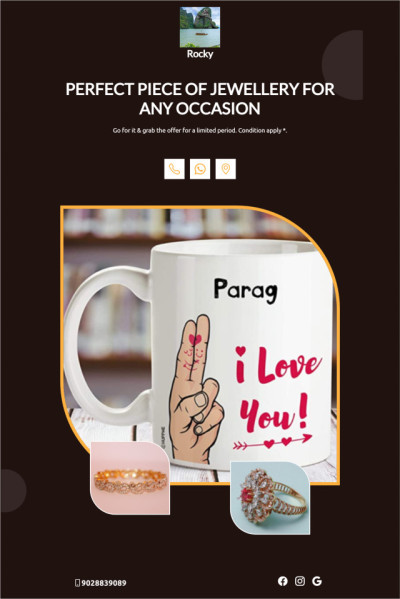 Rocky
PERFECT PIECE OF JEWELLERY FOR
ANY OCCASION
Go for it & grab the offer for a limited period. Condition apply *.
Parag
i Love
You!
9028839089